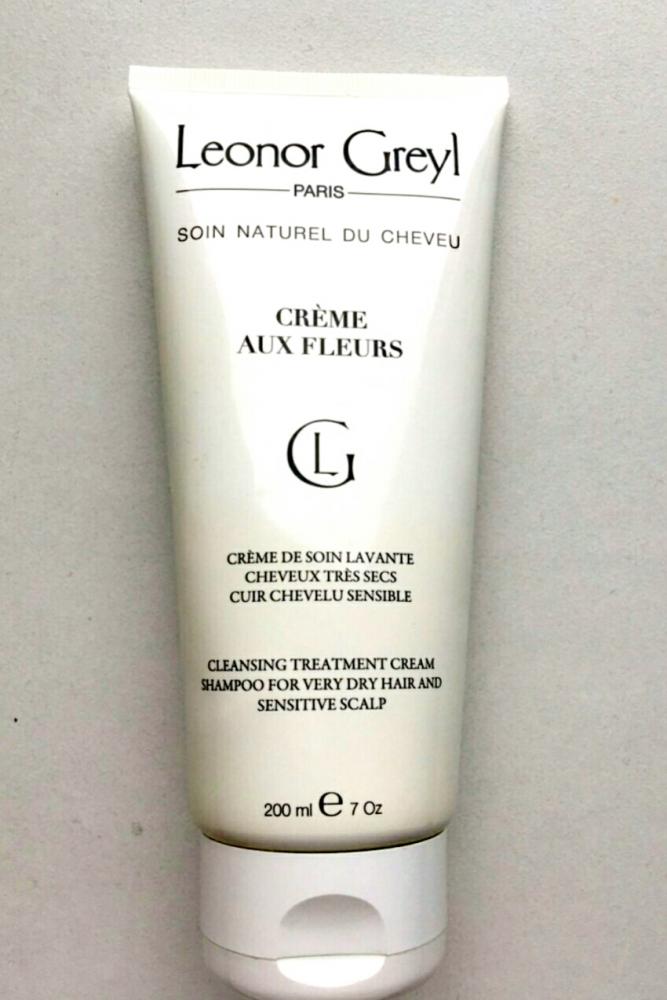 Leonor Greyl
PARIS
SOIN NATUREL DU CHEVEU
CRÈME
AUX FLEURS
LG
CRÈME DE SOIN LAVANTE
CHEVEUX TRÈS SECS
CUIR CHEVELU SENSIBLE
CLEANSING TREATMENT CREAM
SHAMPOO FOR VERY DRY HAIR AND
SENSITIVE SCALP
200 ml ℮ 7 Oz